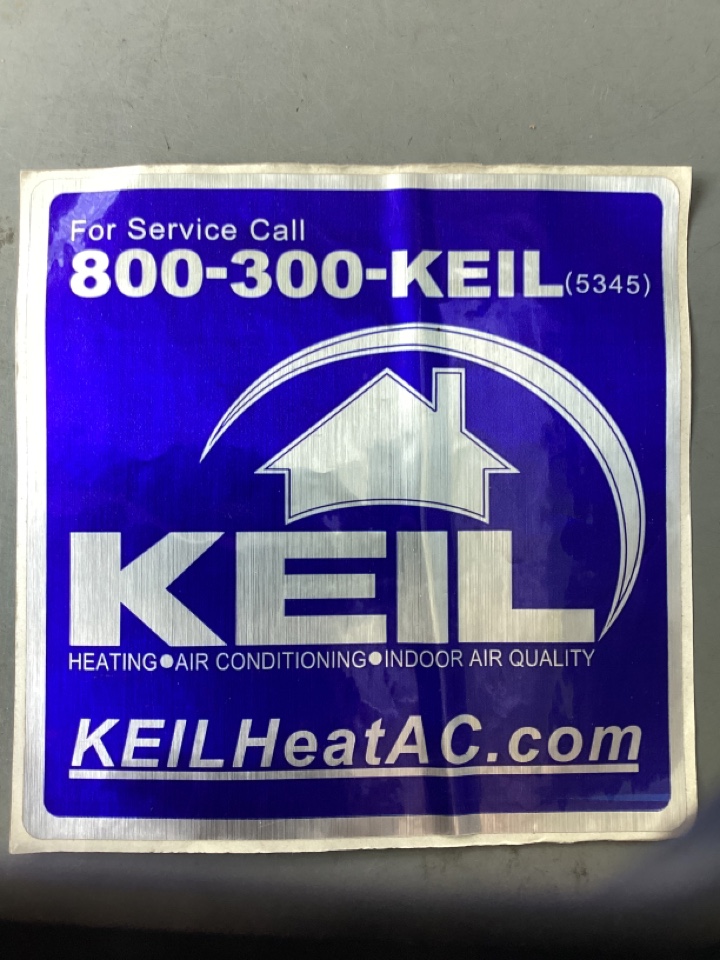 For Service Call
800-300-KEIL(5345)
KEIL
HEATING●AIR CONDITIONING●INDOOR AIR QUALITY
KEILHeatAC.com